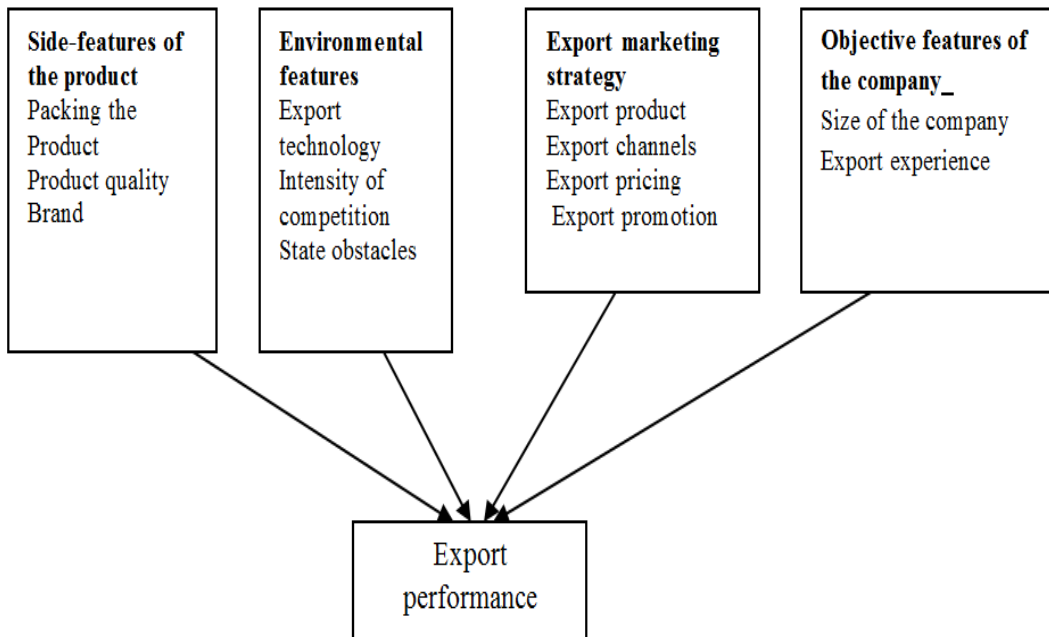 Side-features of
the product
Packing the
Product
Product quality
Brand
Environmental
features
Export
technology
Intensity of
competition
State obstacles
Export marketing
strategy
Export product
Export channels
Export pricing
Export promotion
Objective features of
the company_
Size of the company
Export experience
Export
performance